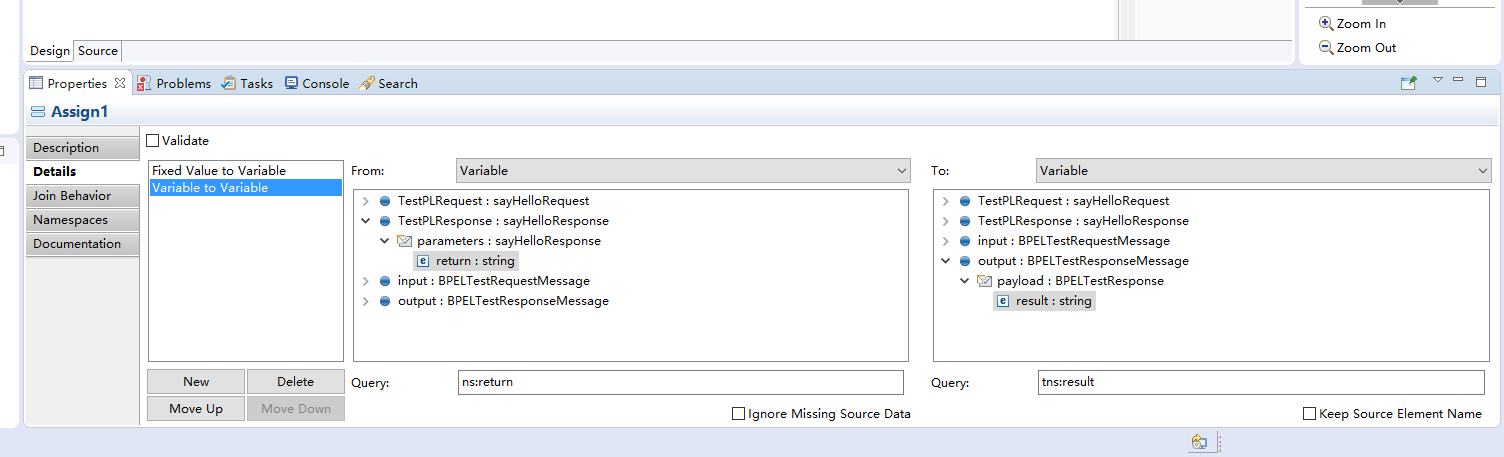 Zoom In
Zoom Out
Design Source
Properties Problems Tasks Console Search
Assign1
Description
Details
Join Behavior
Namespaces
Documentation
Validate
Fixed Value to Variable
Variable to Variable
New Delete
Move Up Move Down
From: Variable
TestPLRequest : sayHelloRequest
TestPLResponse : sayHelloResponse
parameters : sayHelloResponse
e return : string
input : BPELTestRequestMessage
output : BPELTestResponseMessage
Query: ns:return
Ignore Missing Source Data
To: Variable
TestPLRequest : sayHelloRequest
TestPLResponse : sayHelloResponse
input : BPELTestRequestMessage
output : BPELTestResponseMessage
payload : BPELTestResponse
e result : string
Query: tns:result
Keep Source Element Name